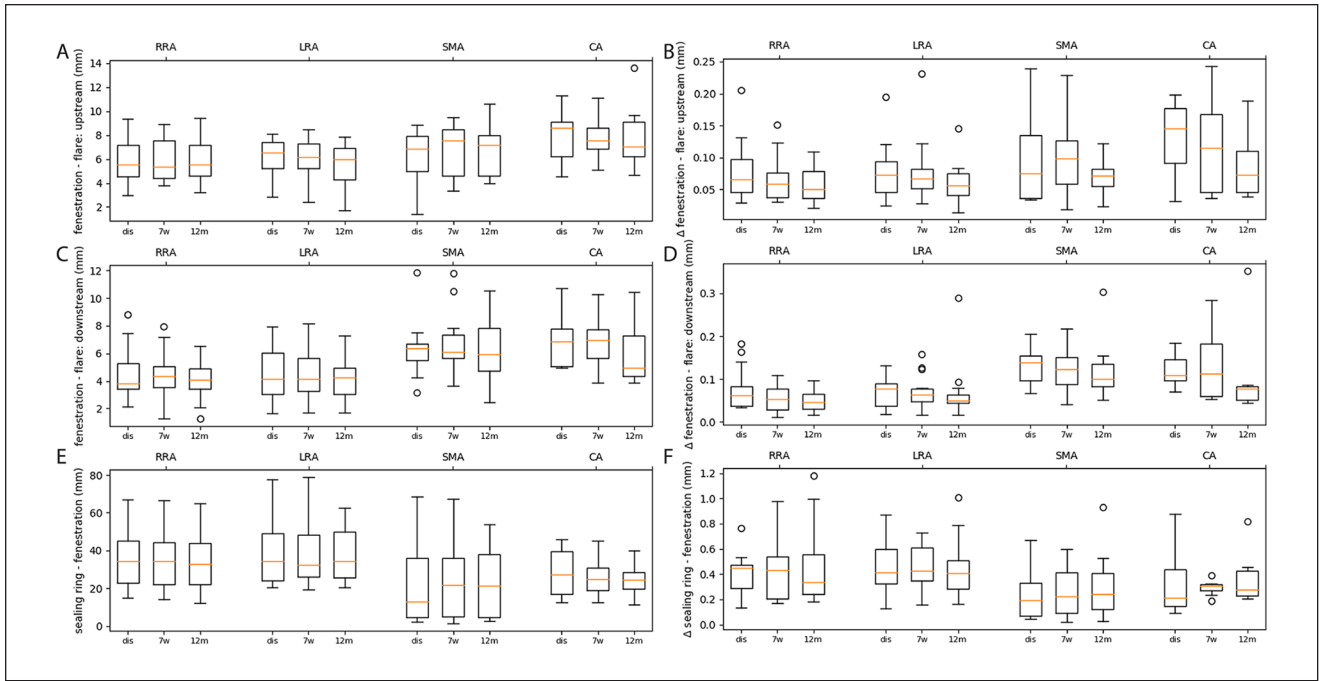 A
RRA LRA SMA CA
fenestration - flare: upstream (mm)
14
12
10
8
6
4
2
dis 7w 12m dis 7w 12m dis 7w 12m dis 7w 12m
B
RRA LRA SMA CA
Δ fenestration - flare: upstream (mm)
0.25
0.20
0.15
0.10
0.05
dis 7w 12m dis 7w 12m dis 7w 12m dis 7w 12m
C
RRA LRA SMA CA
fenestration - flare: downstream (mm)
12
10
8
6
4
2
dis 7w 12m dis 7w 12m dis 7w 12m dis 7w 12m
D
RRA LRA SMA CA
Δ fenestration - flare: downstream (mm)
0.3
0.2
0.1
0.0
dis 7w 12m dis 7w 12m dis 7w 12m dis 7w 12m
E
RRA LRA SMA CA
sealing ring - fenestration (mm)
80
60
40
20
0
dis 7w 12m dis 7w 12m dis 7w 12m dis 7w 12m
F
RRA LRA SMA CA
Δ sealing ring - fenestration (mm)
1.2
1.0
0.8
0.6
0.4
0.2
0.0
dis 7w 12m dis 7w 12m dis 7w 12m dis 7w 12m